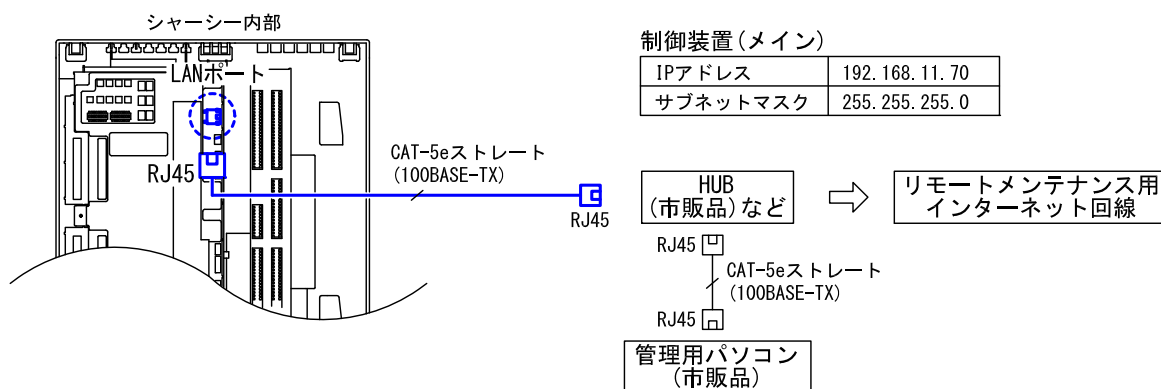 シャーシー内部
LANポート
RJ45
CAT-5eストレート
(100BASE-TX)
RJ45
制御装置(メイン)
IPアドレス 192.168.11.70
サブネットマスク 255.255.255.0
HUB
(市販品)など
リモートメンテナンス用
インターネット回線
RJ45
CAT-5eストレート
(100BASE-TX)
RJ45
管理用パソコン
(市販品)